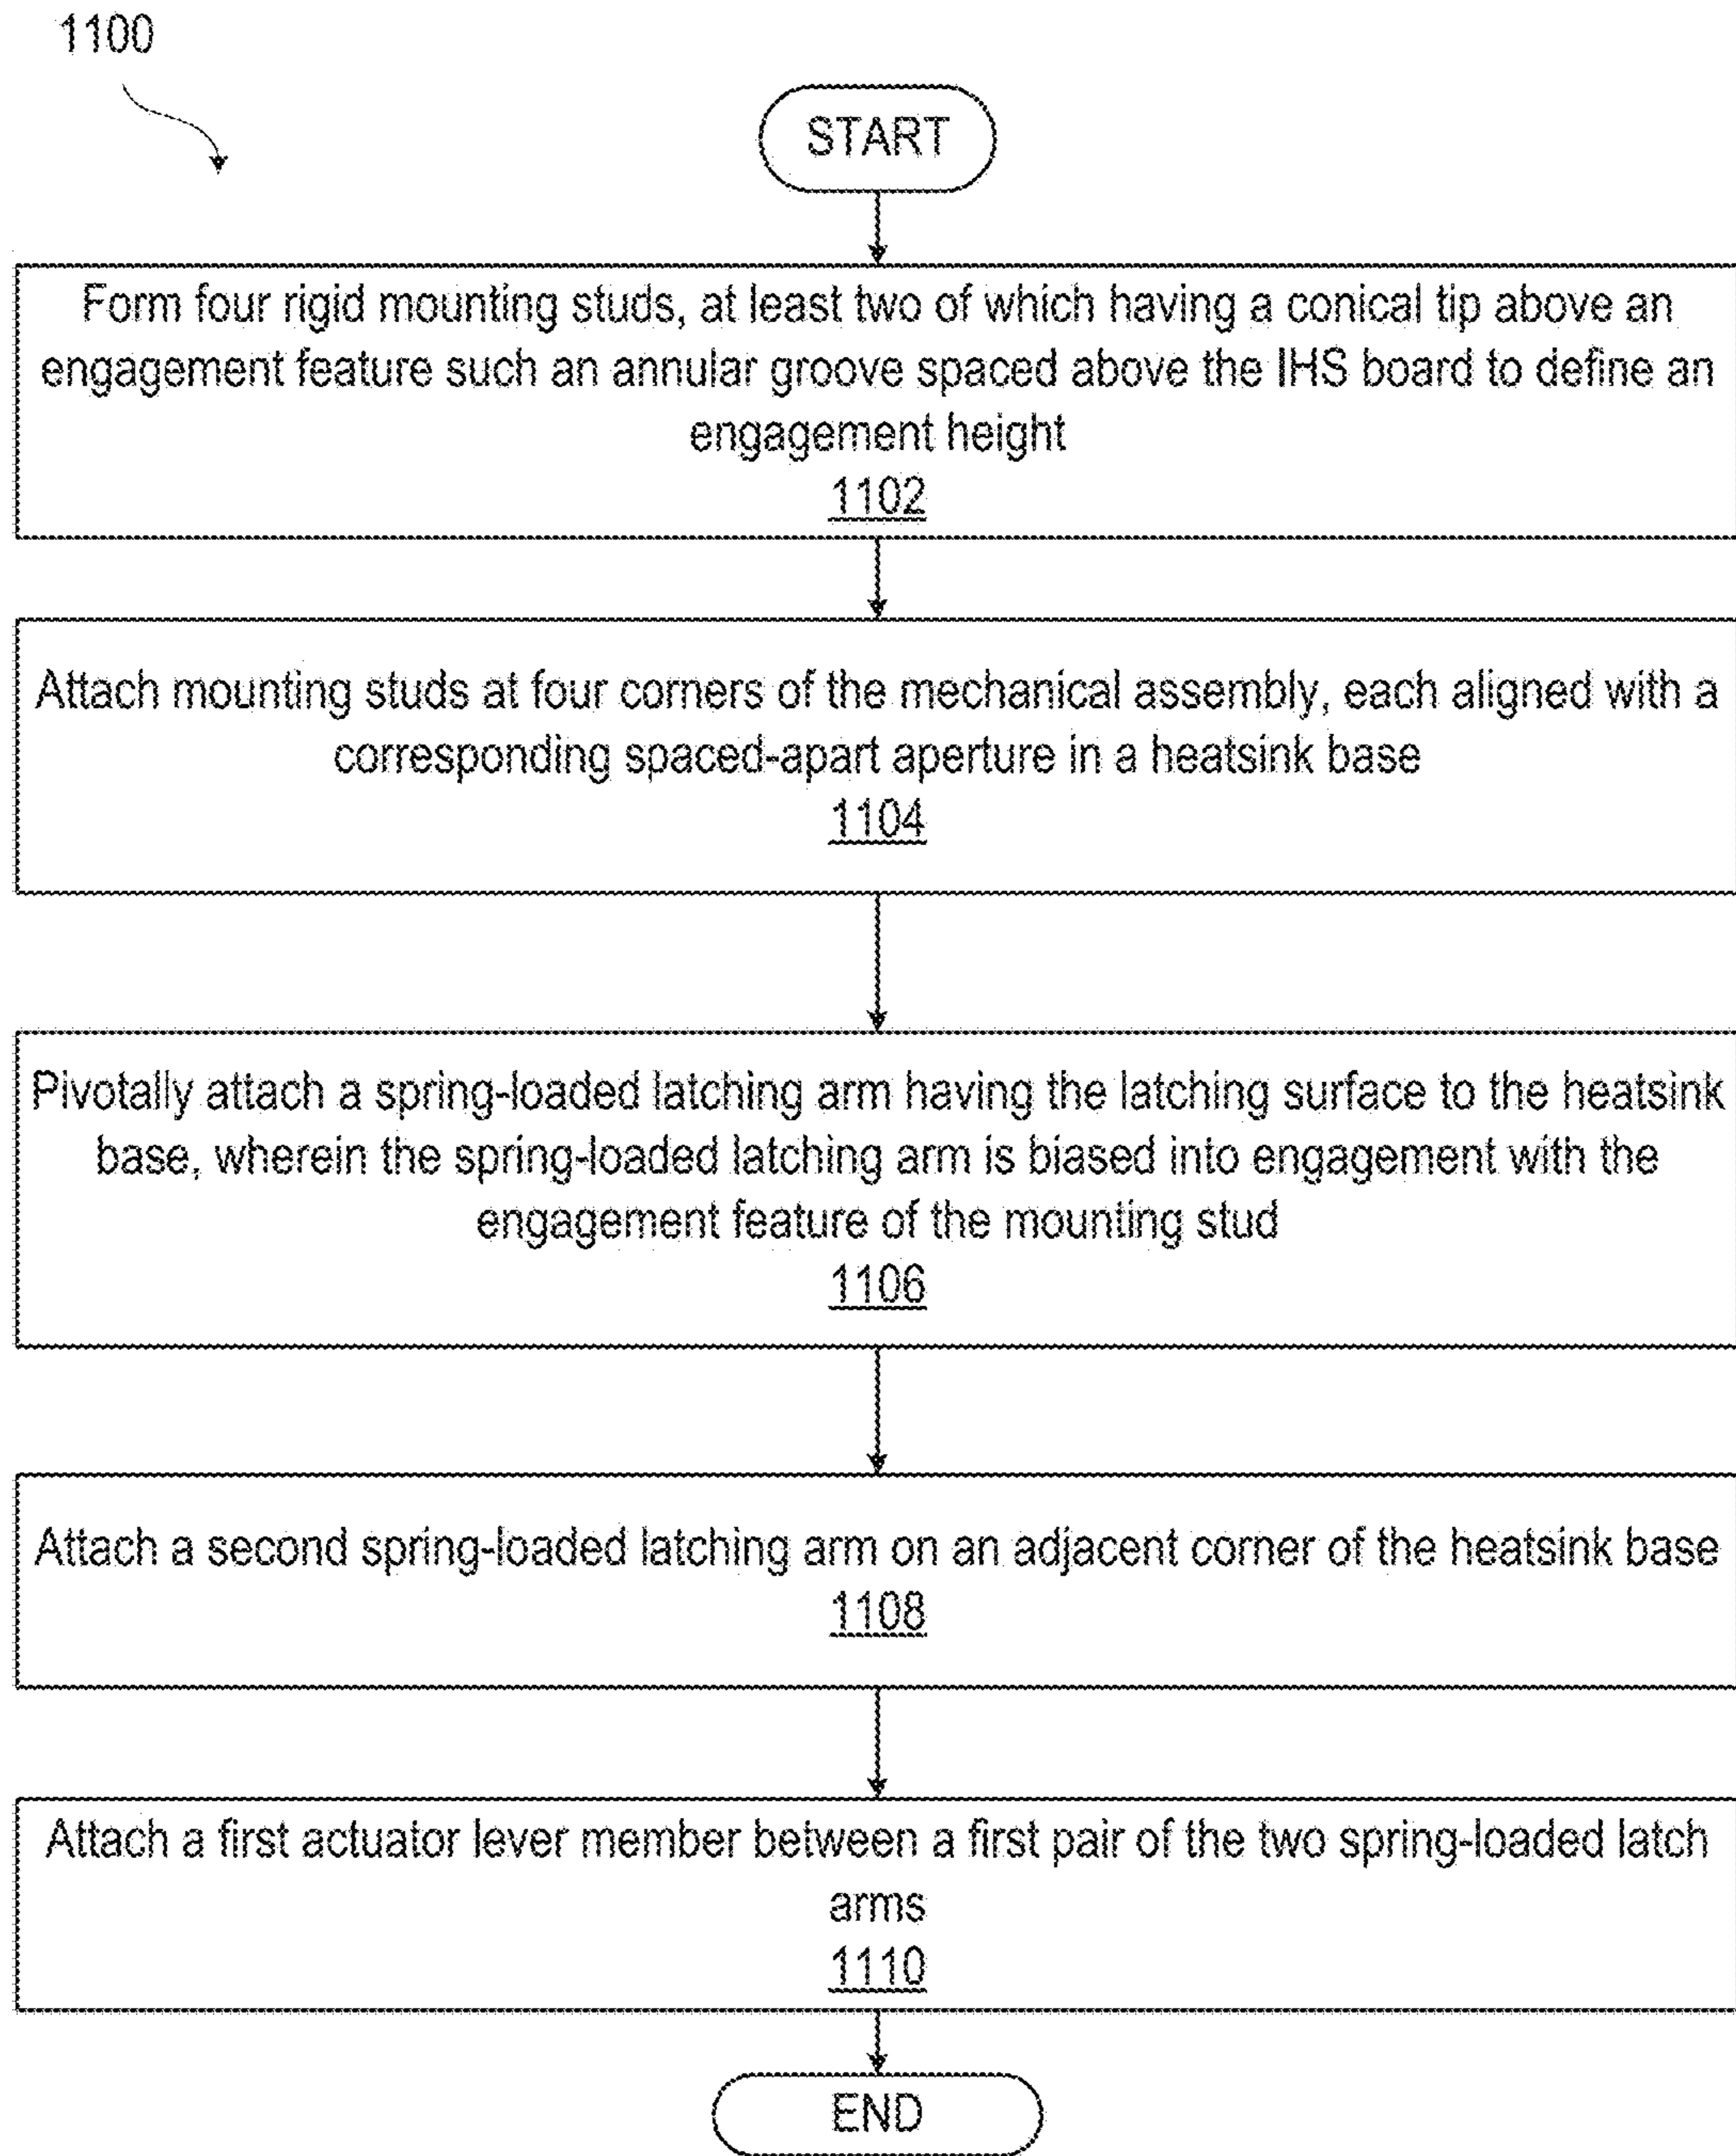 1100
START
Form four rigid mounting studs, at least two of which having a conical tip above an
engagement feature such an annular groove spaced above the IHS board to define an
engagement height
1102
Attach mounting studs at four corners of the mechanical assembly, each aligned with a
corresponding spaced-apart aperture in a heatsink base
1104
Pivotally attach a spring-loaded latching arm having the latching surface to the heatsink
base, wherein the spring-loaded latching arm is biased into engagement with the
engagement feature of the mounting stud
1106
Attach a second spring-loaded latching arm on an adjacent corner of the heatsink base
1108
Attach a first actuator lever member between a first pair of the two spring-loaded latch
arms
1110
END